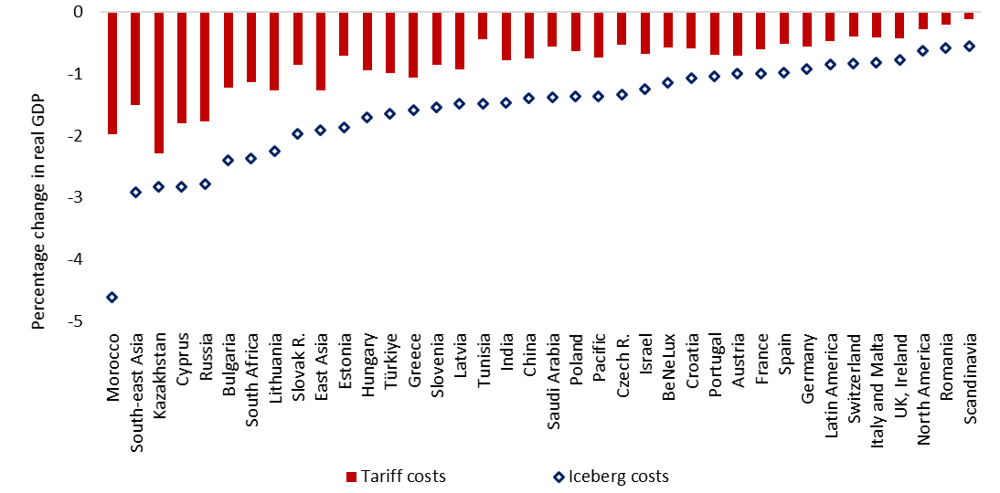 Percentage change in real GDP
0
-1
-2
-3
-4
-5
Morocco
South-east Asia
Kazakhstan
Cyprus
Russia
Bulgaria
South Africa
Lithuania
Slovak R.
East Asia
Estonia
Hungary
Türkiye
Greece
Slovenia
Latvia
Tunisia
India
China
Saudi Arabia
Poland
Pacific
Czech R.
Israel
BeNeLux
Croatia
Portugal
Austria
France
Spain
Germany
Latin America
Switzerland
Italy and Malta
UK, Ireland
North America
Romania
Scandinavia
Tariff costs
Iceberg costs